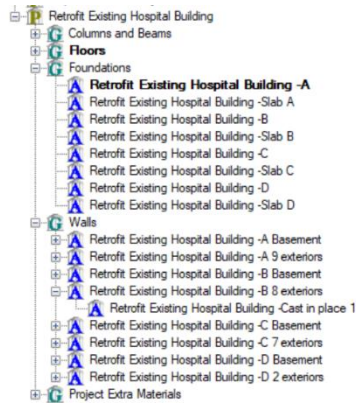 P Retrofit Existing Hospital Building
G Columns and Beams
G Floors
G Foundations
A Retrofit Existing Hospital Building -A
A Retrofit Existing Hospital Building -Slab A
A Retrofit Existing Hospital Building -B
A Retrofit Existing Hospital Building -Slab B
A Retrofit Existing Hospital Building -C
A Retrofit Existing Hospital Building -Slab C
A Retrofit Existing Hospital Building -D
A Retrofit Existing Hospital Building -Slab D
G Walls
A Retrofit Existing Hospital Building -A Basement
A Retrofit Existing Hospital Building -A 9 exteriors
A Retrofit Existing Hospital Building -B Basement
A Retrofit Existing Hospital Building -B 8 exteriors
A Retrofit Existing Hospital Building -Cast in place 1
A Retrofit Existing Hospital Building -C Basement
A Retrofit Existing Hospital Building -C 7 exteriors
A Retrofit Existing Hospital Building -D Basement
A Retrofit Existing Hospital Building -D 2 exteriors
G Project Extra Materials